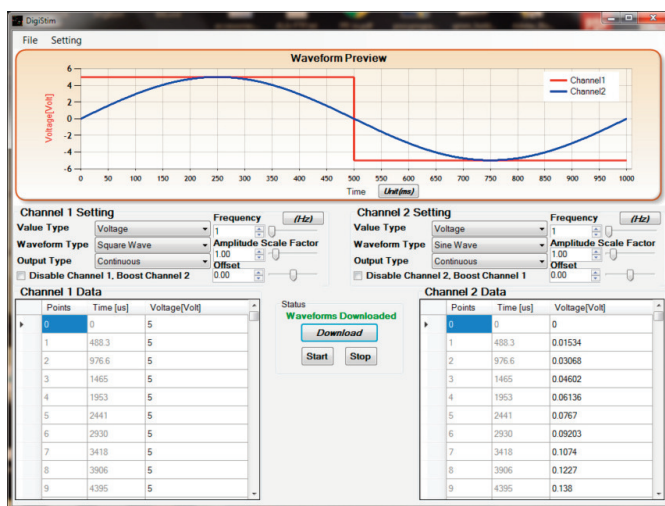 DigiStim
File Setting
Waveform Preview
Channel1
Channel2
Voltage[Volt]
6
4
2
0
-2
-4
-6
0 50 100 150 200 250 300 350 400 450 500 550 600 650 700 750 800 850 900 950 1000
Time Unit(ms)
Channel 1 Setting
Value Type Voltage
Waveform Type Square Wave
Output Type Continuous
Disable Channel 1, Boost Channel 2
Frequency (Hz)
1
Amplitude Scale Factor
1.00
Offset
0.00
Channel 2 Setting
Value Type Voltage
Waveform Type Sine Wave
Output Type Continuous
Disable Channel 2, Boost Channel 1
Frequency (Hz)
1
Amplitude Scale Factor
1.00
Offset
0.00
Channel 1 Data
Points Time [us] Voltage[Volt]
0 0 5
1 488.3 5
2 976.6 5
3 1465 5
4 1953 5
5 2441 5
6 2930 5
7 3418 5
8 3906 5
9 4395 5
Status
Waveforms Downloaded
Download
Start Stop
Channel 2 Data
Points Time [us] Voltage[Volt]
0 0 0
1 488.3 0.01534
2 976.6 0.03068
3 1465 0.04602
4 1953 0.06136
5 2441 0.0767
6 2930 0.09203
7 3418 0.1074
8 3906 0.1227
9 4395 0.138